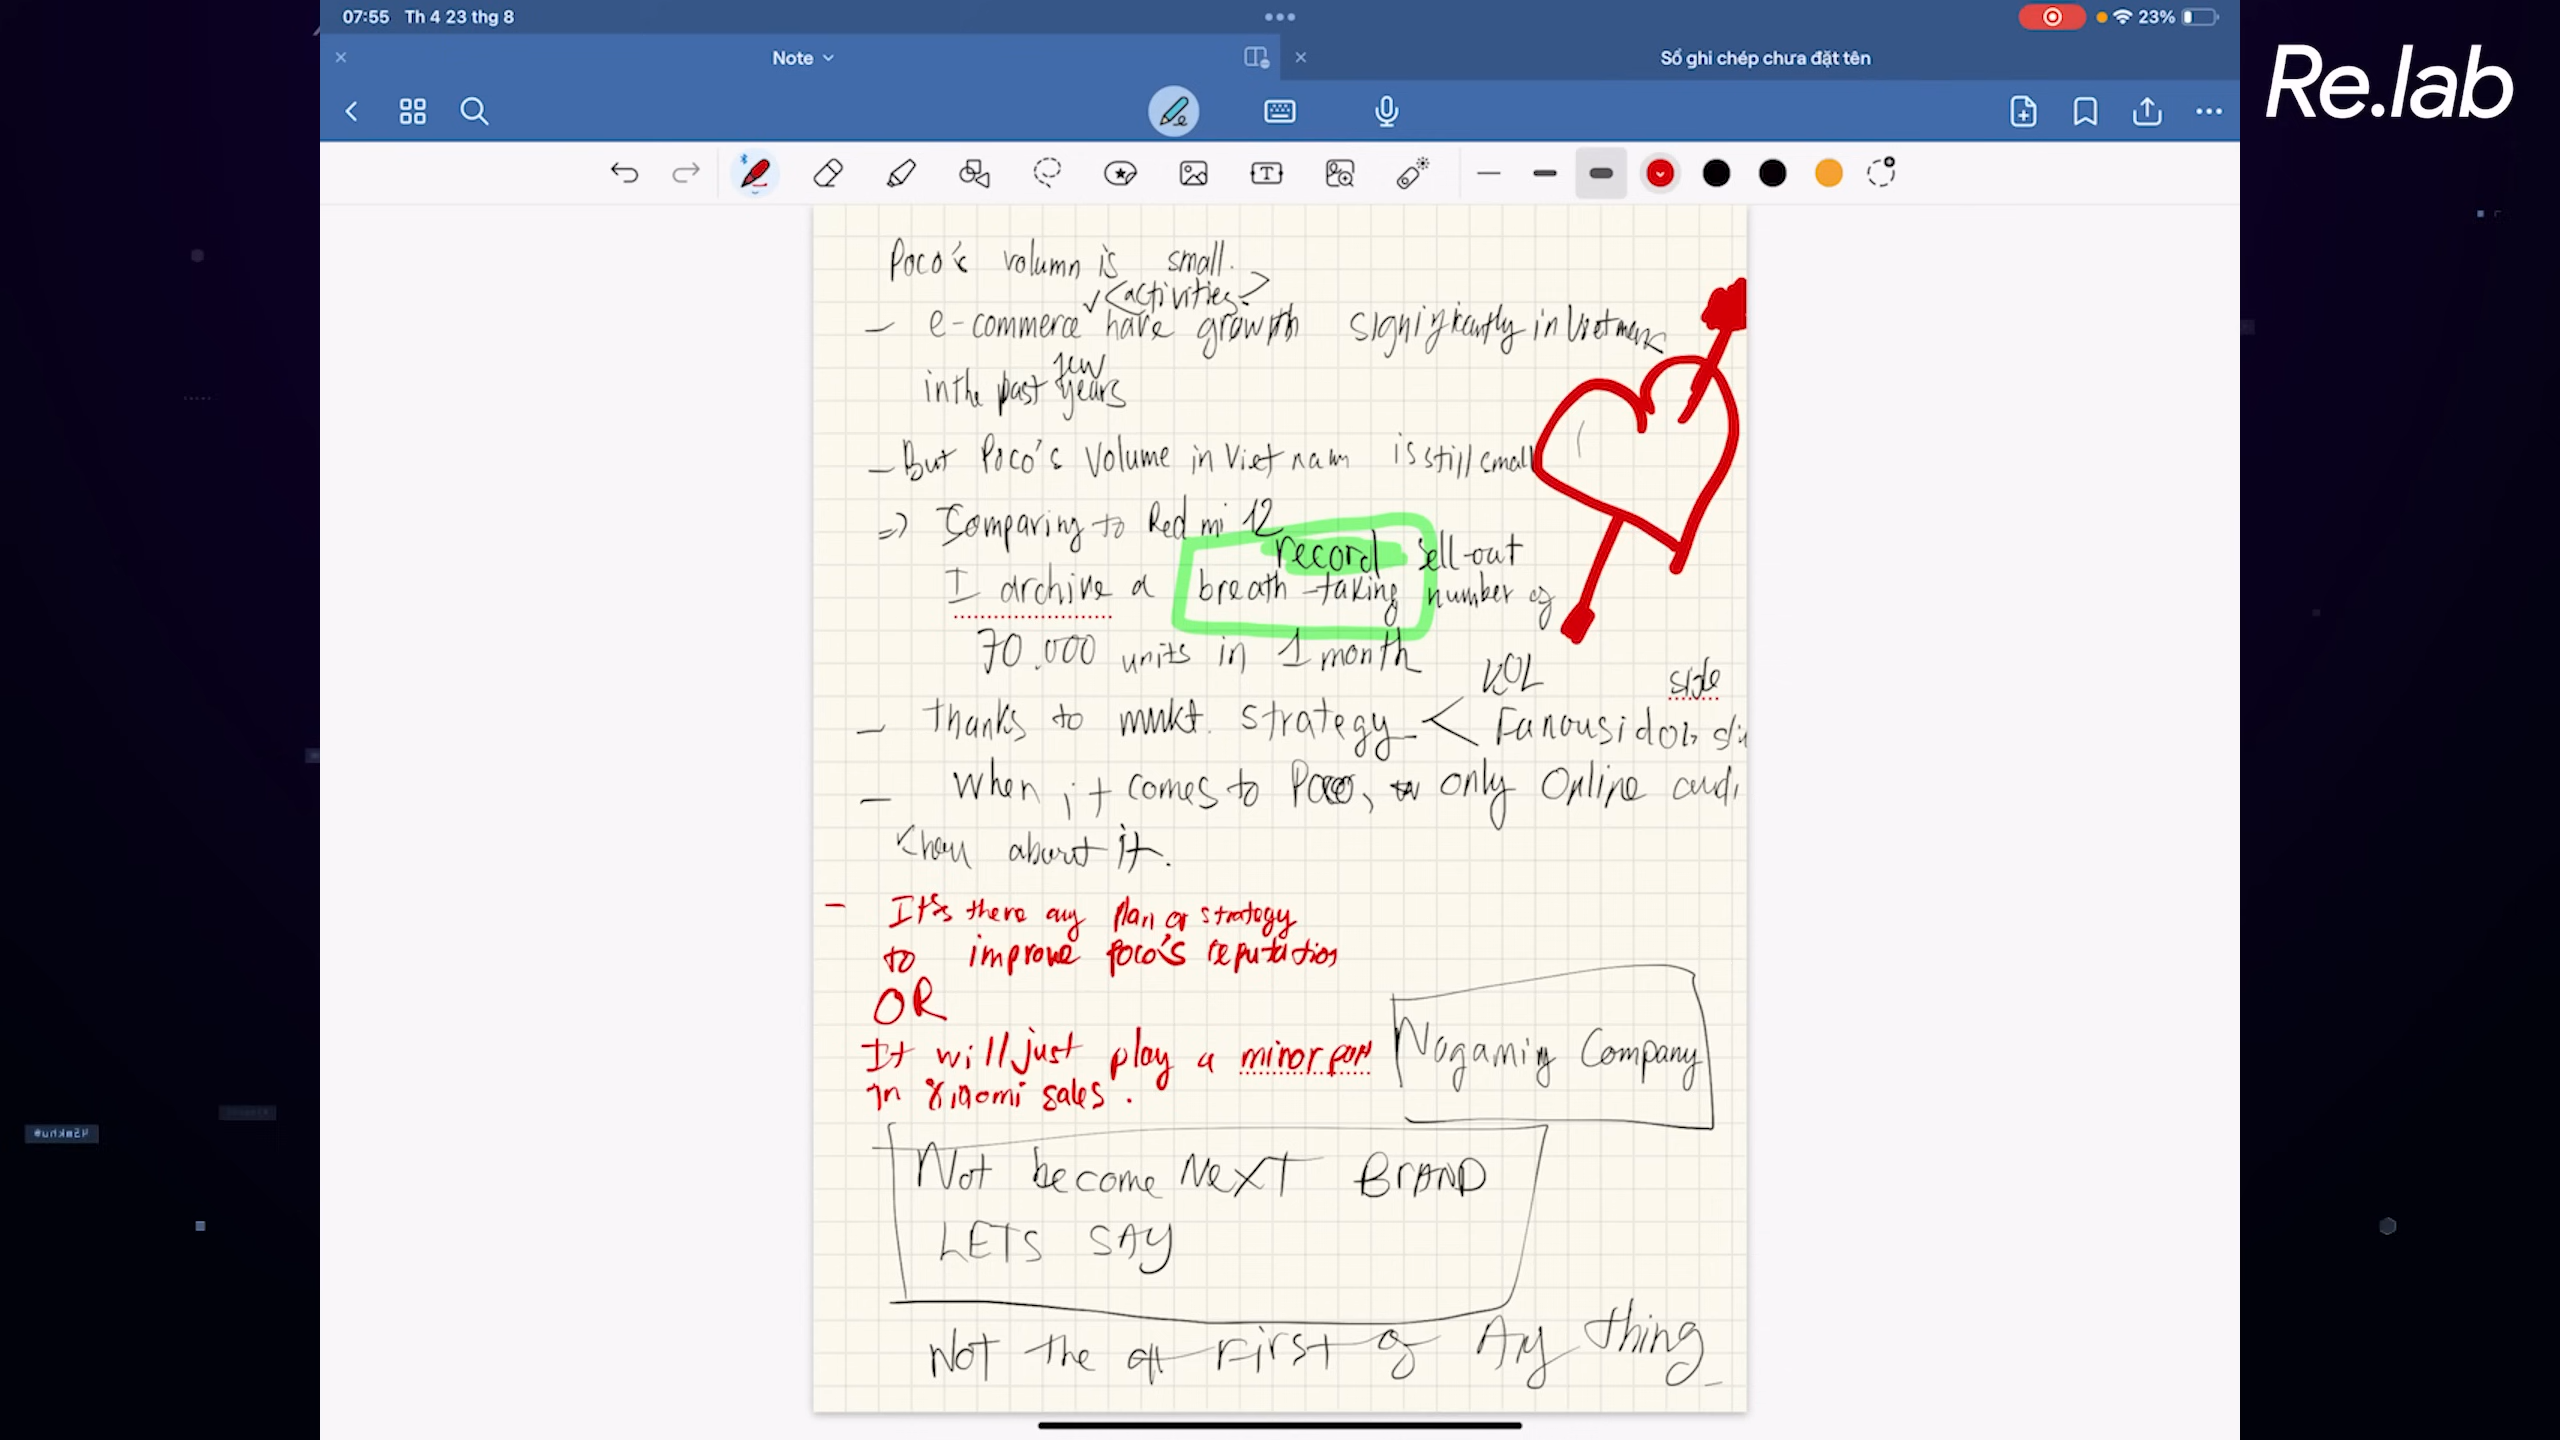 07:55 Th 4 23 thg 8
23%
Note
Sổ ghi chép chưa đặt tên
Re.lab
Poco's volumn is small.
<activities>
- e-commerce have growth significantly in Vietnam
few
in the past years
- But Poco's Volume in Vietnam is still small
=> Comparing to Redmi 12
record sell-out
I archive a breath-taking number of
70.000 units in 1 month
KOL side
- thanks to mukt. strategy < Famous idols
- When it comes to Poco, only Online
know about it.
- It's there any plan or strategy
to improve Poco's reputation
OR
It will just play a minor part
in Xiaomi sales.
Nogaming Company
Not become NEXT BRAND
LETS SAY
Not the at First of Any thing